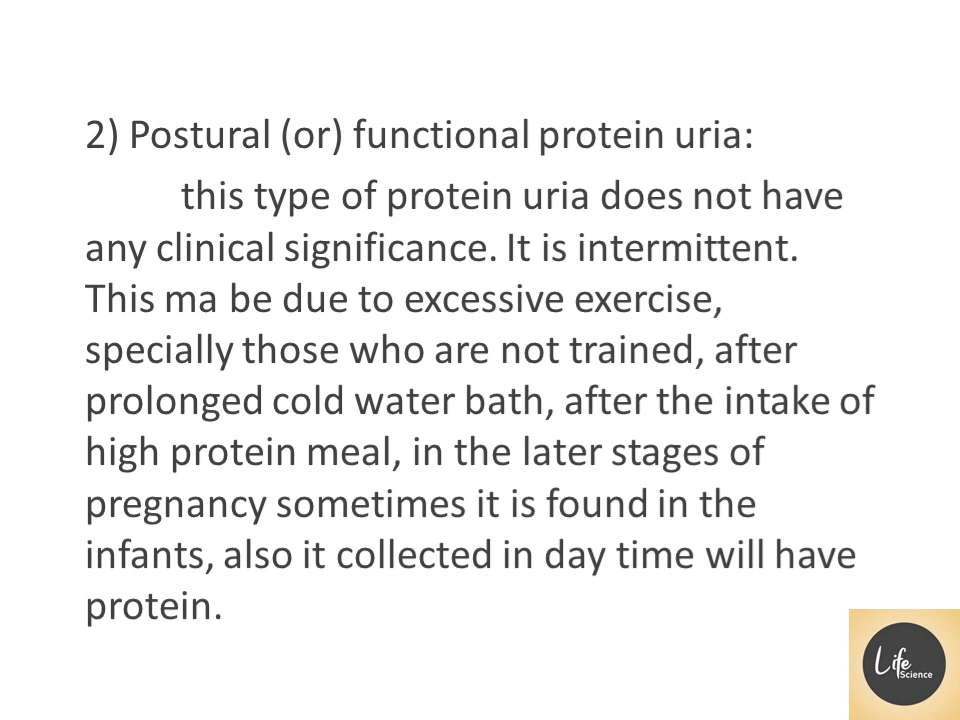 2) Postural (or) functional protein uria:
this type of protein uria does not have
any clinical significance. It is intermittent.
This ma be due to excessive exercise,
specially those who are not trained, after
prolonged cold water bath, after the intake of
high protein meal, in the later stages of
pregnancy sometimes it is found in the
infants, also it collected in day time will have
protein.
Life
Science